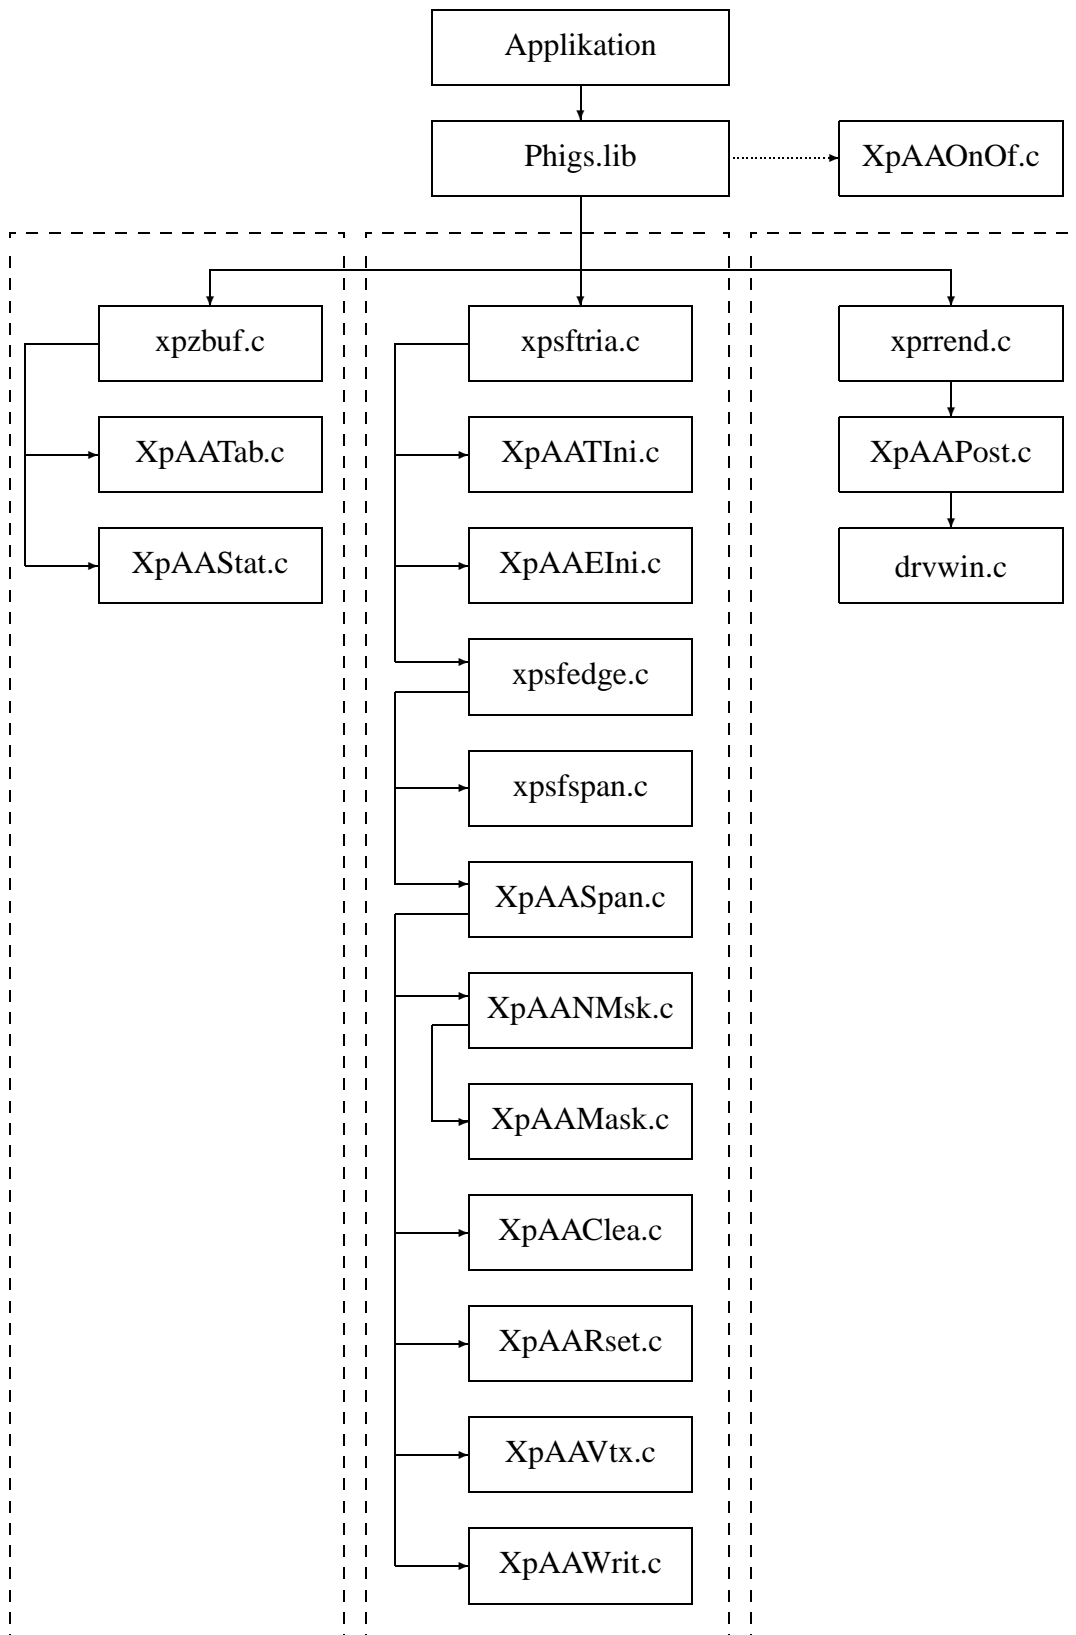 Applikation
Phigs.lib
XpAAOnOf.c
xpzbuf.c
xpsftria.c
xprrend.c
XpAATab.c
XpAATIni.c
XpAAPost.c
XpAAStat.c
XpAAEIni.c
drvwin.c
xpsfedge.c
xpsfspan.c
XpAASpan.c
XpAANMsk.c
XpAAMask.c
XpAAClea.c
XpAARset.c
XpAAVtx.c
XpAAWrit.c